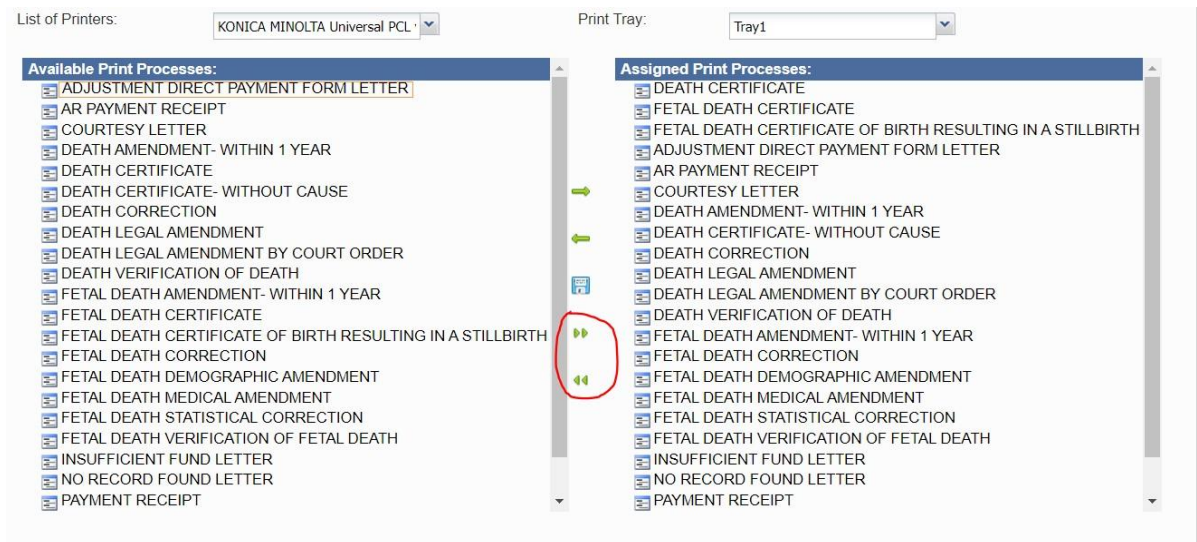 List of Printers:
KONICA MINOLTA Universal PCL
Print Tray:
Tray1
Available Print Processes:
ADJUSTMENT DIRECT PAYMENT FORM LETTER
AR PAYMENT RECEIPT
COURTESY LETTER
DEATH AMENDMENT- WITHIN 1 YEAR
DEATH CERTIFICATE
DEATH CERTIFICATE- WITHOUT CAUSE
DEATH CORRECTION
DEATH LEGAL AMENDMENT
DEATH LEGAL AMENDMENT BY COURT ORDER
DEATH VERIFICATION OF DEATH
FETAL DEATH AMENDMENT- WITHIN 1 YEAR
FETAL DEATH CERTIFICATE
FETAL DEATH CERTIFICATE OF BIRTH RESULTING IN A STILLBIRTH
FETAL DEATH CORRECTION
FETAL DEATH DEMOGRAPHIC AMENDMENT
FETAL DEATH MEDICAL AMENDMENT
FETAL DEATH STATISTICAL CORRECTION
FETAL DEATH VERIFICATION OF FETAL DEATH
INSUFFICIENT FUND LETTER
NO RECORD FOUND LETTER
PAYMENT RECEIPT
Assigned Print Processes:
DEATH CERTIFICATE
FETAL DEATH CERTIFICATE
FETAL DEATH CERTIFICATE OF BIRTH RESULTING IN A STILLBIRTH
ADJUSTMENT DIRECT PAYMENT FORM LETTER
AR PAYMENT RECEIPT
COURTESY LETTER
DEATH AMENDMENT- WITHIN 1 YEAR
DEATH CERTIFICATE- WITHOUT CAUSE
DEATH CORRECTION
DEATH LEGAL AMENDMENT
DEATH LEGAL AMENDMENT BY COURT ORDER
DEATH VERIFICATION OF DEATH
FETAL DEATH AMENDMENT- WITHIN 1 YEAR
FETAL DEATH CORRECTION
FETAL DEATH DEMOGRAPHIC AMENDMENT
FETAL DEATH MEDICAL AMENDMENT
FETAL DEATH STATISTICAL CORRECTION
FETAL DEATH VERIFICATION OF FETAL DEATH
INSUFFICIENT FUND LETTER
NO RECORD FOUND LETTER
PAYMENT RECEIPT